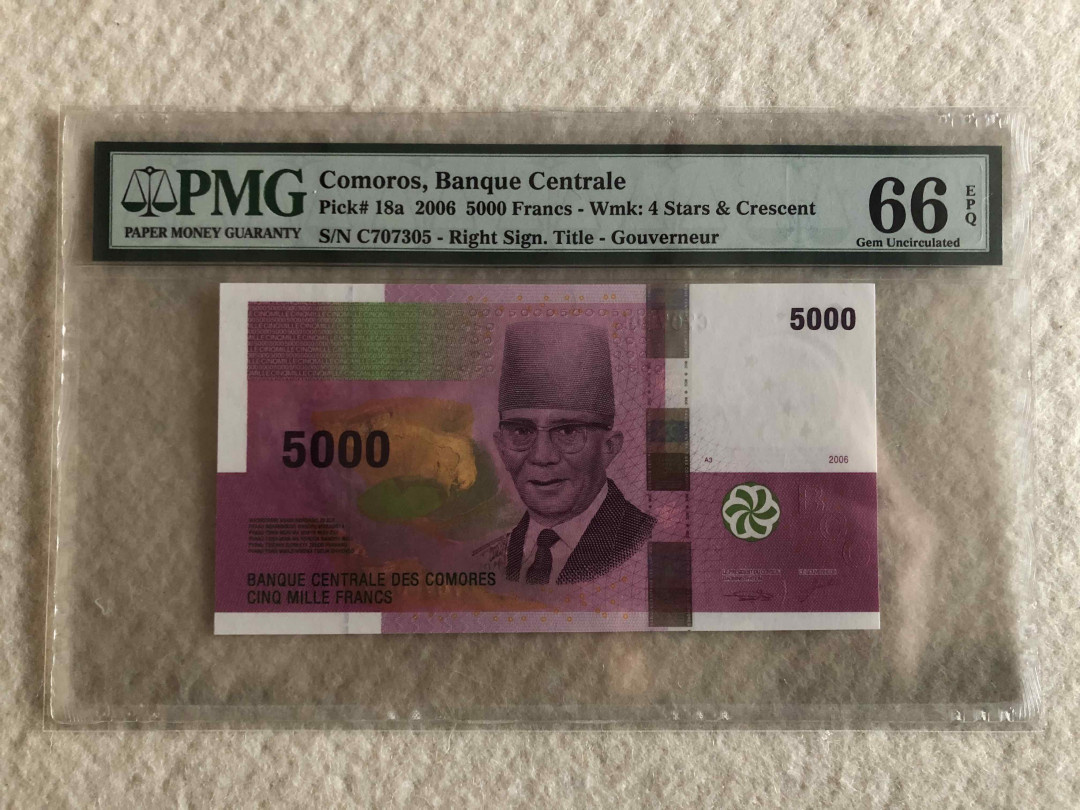 PMG
PAPER MONEY GUARANTY
Comoros, Banque Centrale
Pick# 18a 2006 5000 Francs - Wmk: 4 Stars & Crescent
S/N C707305 - Right Sign. Title - Gouverneur
66
EPQ
Gem Uncirculated
5000
5000
A3 2006
BANQUE CENTRALE DES COMORES
CINQ MILLE FRANCS